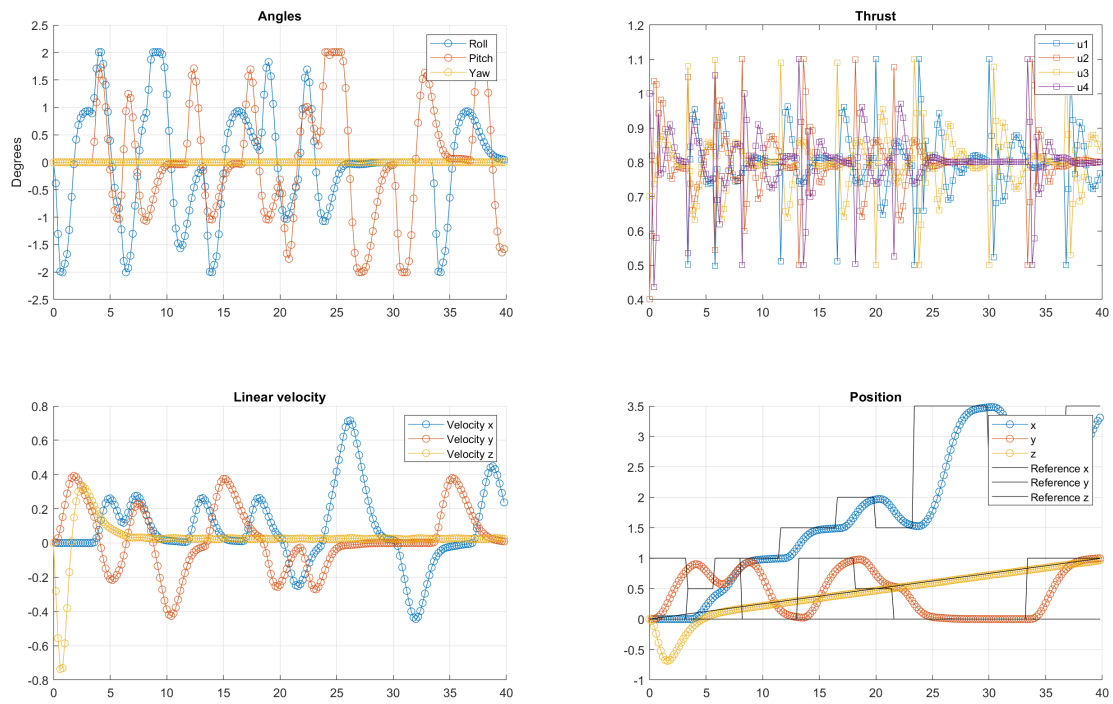 Angles
Degrees
2.5
2
1.5
1
0.5
0
-0.5
-1
-1.5
-2
-2.5
0 5 10 15 20 25 30 35 40
Roll
Pitch
Yaw
Thrust
1.2
1.1
1
0.9
0.8
0.7
0.6
0.5
0.4
0 5 10 15 20 25 30 35 40
u1
u2
u3
u4
Linear velocity
0.8
0.6
0.4
0.2
0
-0.2
-0.4
-0.6
-0.8
0 5 10 15 20 25 30 35 40
Velocity x
Velocity y
Velocity z
Position
3.5
3
2.5
2
1.5
1
0.5
0
-0.5
-1
0 5 10 15 20 25 30 35 40
x
y
z
Reference x
Reference y
Reference z